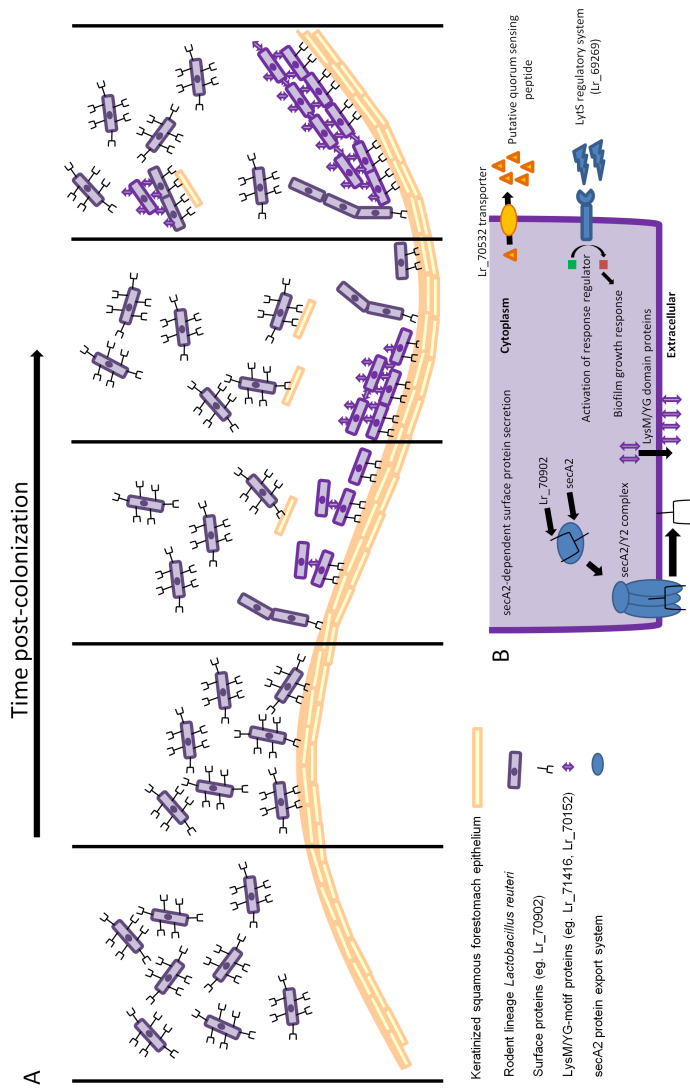 A
Time post-colonization
Keratinized squamous forestomach epithelium
Rodent lineage Lactobacillus reuteri
Surface proteins (eg. Lr_70902)
LysM/YG-motif proteins (eg. Lr_71416, Lr_70152)
secA2 protein export system
B
secA2-dependent surface protein secretion
Cytoplasm
Lr_70532 transporter
Putative quorum sensing
peptide
Lr_70902
secA2
Activation of response regulator
LytS regulatory system
(Lr_69269)
Biofilm growth response
secA2/Y2 complex
LysM/YG domain proteins
Extracellular